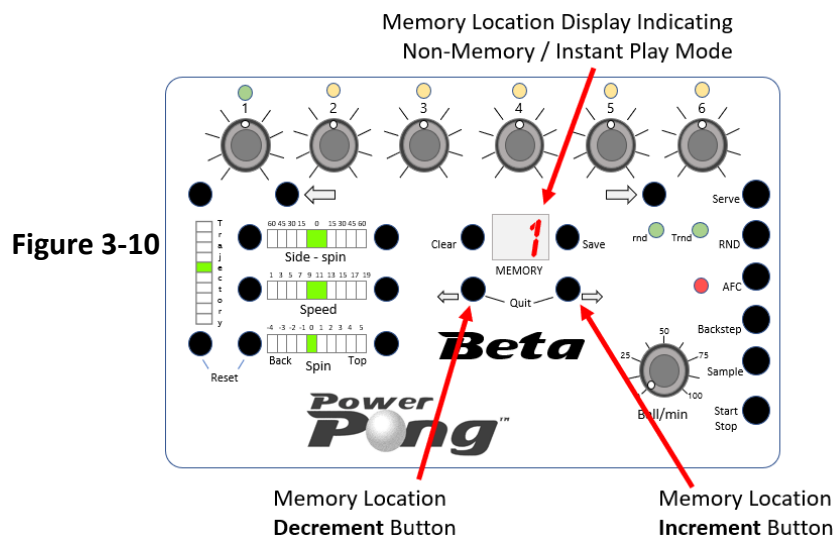 Memory Location Display Indicating
Non-Memory / Instant Play Mode
1 2 3 4 5 6
Figure 3-10
Trajectory
60 45 30 15 0 15 30 45 60
Side - spin
1 3 5 7 9 11 13 15 17 19
Speed
-4 -3 -2 -1 0 1 2 3 4 5
Back Spin Top
Reset
Clear 1 Save
MEMORY
Quit
Beta
Power
Pong™
Serve
rnd Trnd
RND
AFC
Backstep
Sample
Start
Stop
50
25 75
100
Ball/min
Memory Location
Decrement Button
Memory Location
Increment Button